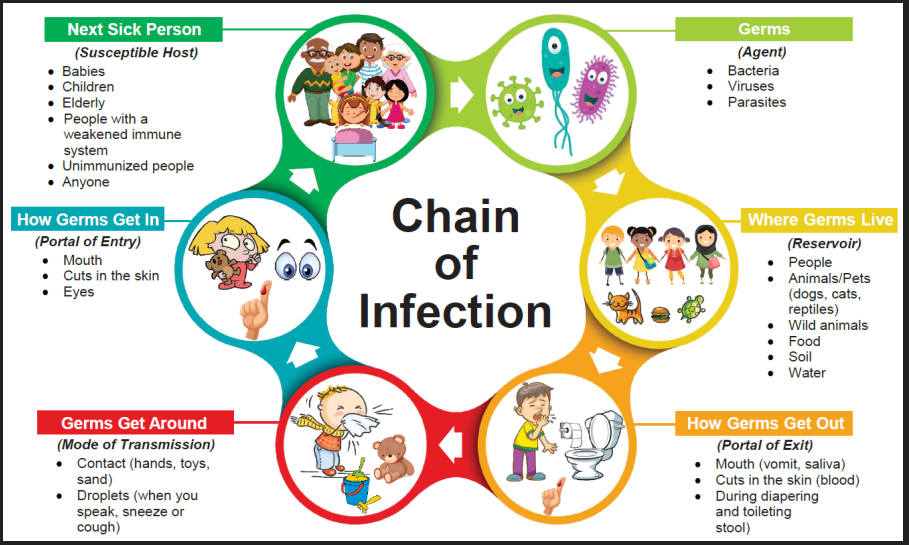 Chain
of
Infection
Germs
(Agent)
• Bacteria
• Viruses
• Parasites
Where Germs Live
(Reservoir)
• People
• Animals/Pets
(dogs, cats,
reptiles)
• Wild animals
• Food
• Soil
• Water
How Germs Get Out
(Portal of Exit)
• Mouth (vomit, saliva)
• Cuts in the skin (blood)
• During diapering
and toileting
stool)
Germs Get Around
(Mode of Transmission)
• Contact (hands, toys,
sand)
• Droplets (when you
speak, sneeze or
cough)
How Germs Get In
(Portal of Entry)
• Mouth
• Cuts in the skin
• Eyes
Next Sick Person
(Susceptible Host)
• Babies
• Children
• Elderly
• People with a
weakened immune
system
• Unimmunized people
• Anyone